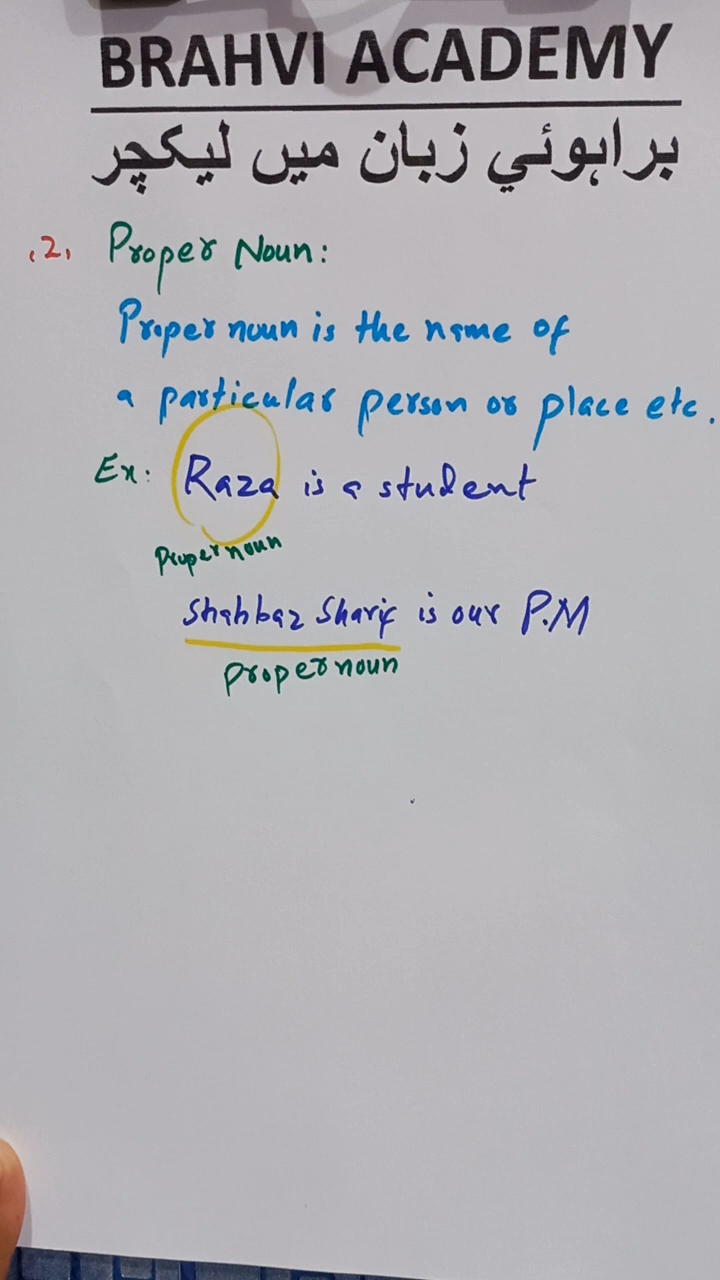 BRAHVI ACADEMY
براہوئي زبان میں لیکچر
(2) Proper Noun:
Proper noun is the name of
a particular person or place etc.
Ex: Raza is a student
Proper noun
Shahbaz Sharif is our P.M
proper noun